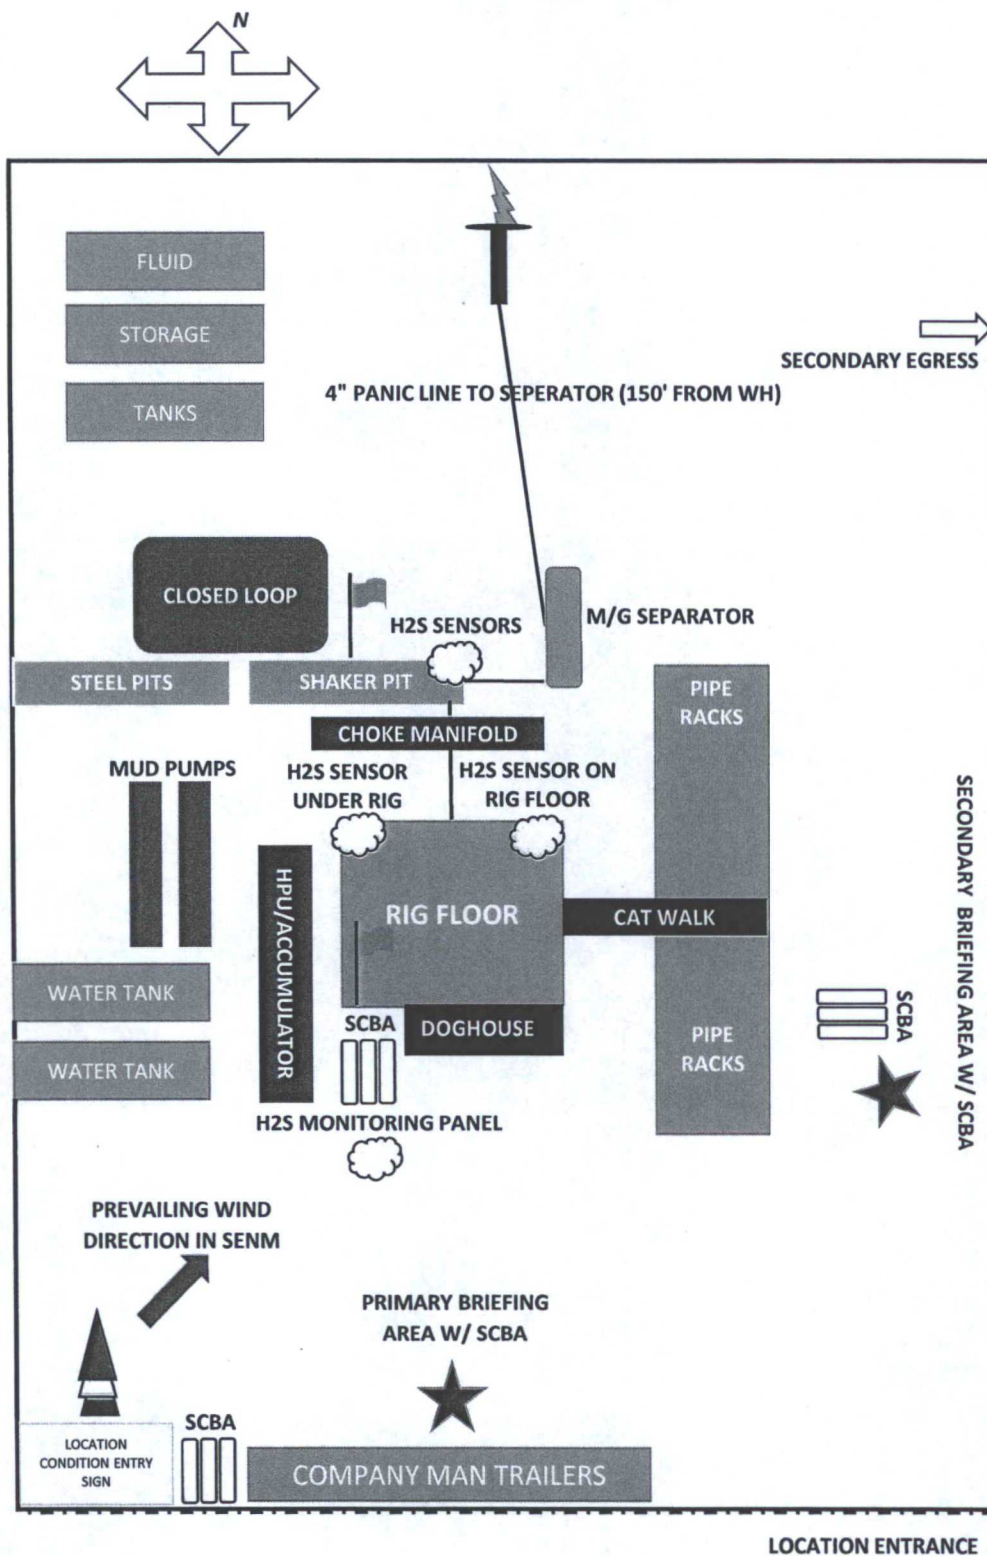 N
FLUID
STORAGE
TANKS
SECONDARY EGRESS
4" PANIC LINE TO SEPERATOR (150' FROM WH)
CLOSED LOOP
H2S SENSORS
M/G SEPARATOR
STEEL PITS
SHAKER PIT
PIPE
RACKS
CHOKE MANIFOLD
MUD PUMPS
H2S SENSOR
UNDER RIG
H2S SENSOR ON
RIG FLOOR
HPU/ACCUMULATOR
RIG FLOOR
CAT WALK
SECONDARY BRIEFING AREA W/ SCBA
WATER TANK
SCBA
DOGHOUSE
SCBA
WATER TANK
PIPE
RACKS
H2S MONITORING PANEL
PREVAILING WIND
DIRECTION IN SENM
PRIMARY BRIEFING
AREA W/ SCBA
SCBA
LOCATION
CONDITION ENTRY
SIGN
COMPANY MAN TRAILERS
LOCATION ENTRANCE